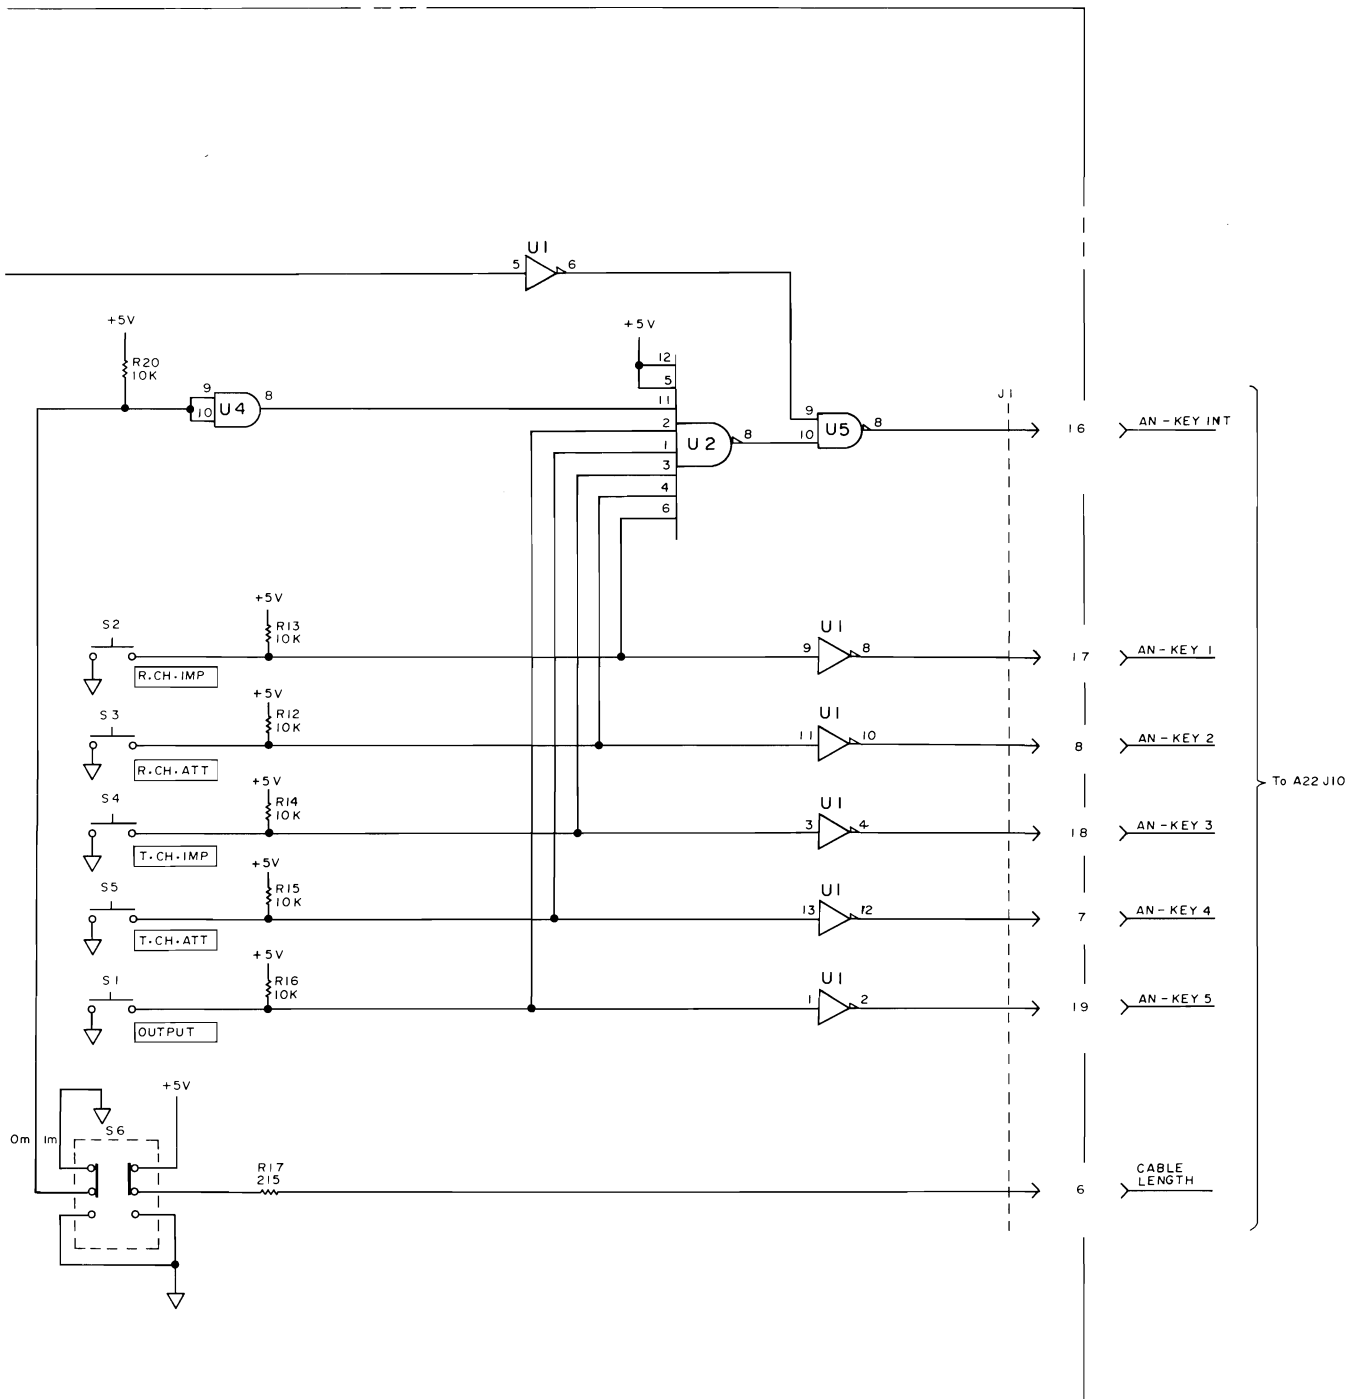 U1
5 6
+5V
R20
10K
+5V
12
5
9
10 U4 8
11
2
1
3
4
6
U2 8
9
10 U5 8
J1
16 AN-KEY INT
S2
+5V
R13
10K
R.CH.IMP
U1
9 8
17 AN-KEY 1
S3
+5V
R12
10K
R.CH.ATT
U1
11 10
8 AN-KEY 2
To A22 J10
S4
+5V
R14
10K
T.CH.IMP
U1
3 4
18 AN-KEY 3
S5
+5V
R15
10K
T.CH.ATT
U1
13 12
7 AN-KEY 4
S1
+5V
R16
10K
OUTPUT
U1
1 2
19 AN-KEY 5
+5V
S6
0m 1m
R17
215
6 CABLE
LENGTH